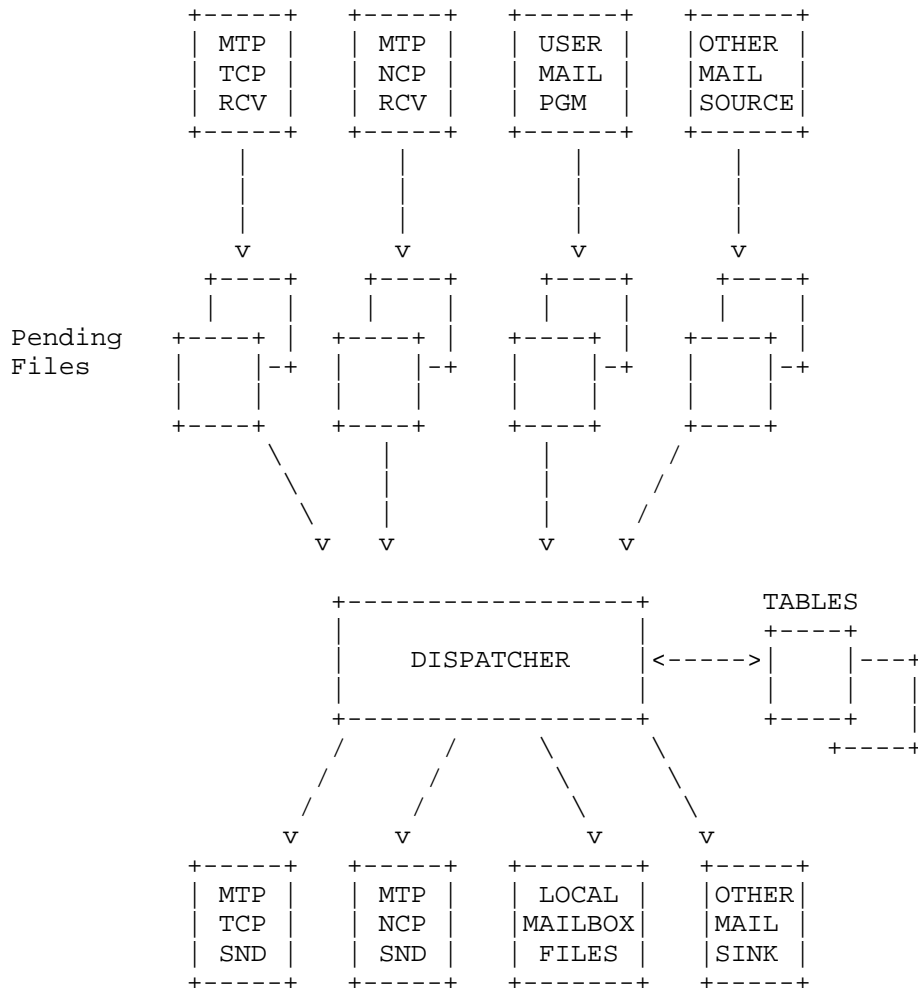 MTP MTP USER OTHER
TCP NCP MAIL MAIL
RCV RCV PGM SOURCE
v v v v
Pending
Files
v v v v
TABLES
DISPATCHER
v v v v
MTP MTP LOCAL OTHER
TCP NCP MAILBOX MAIL
SND SND FILES SINK